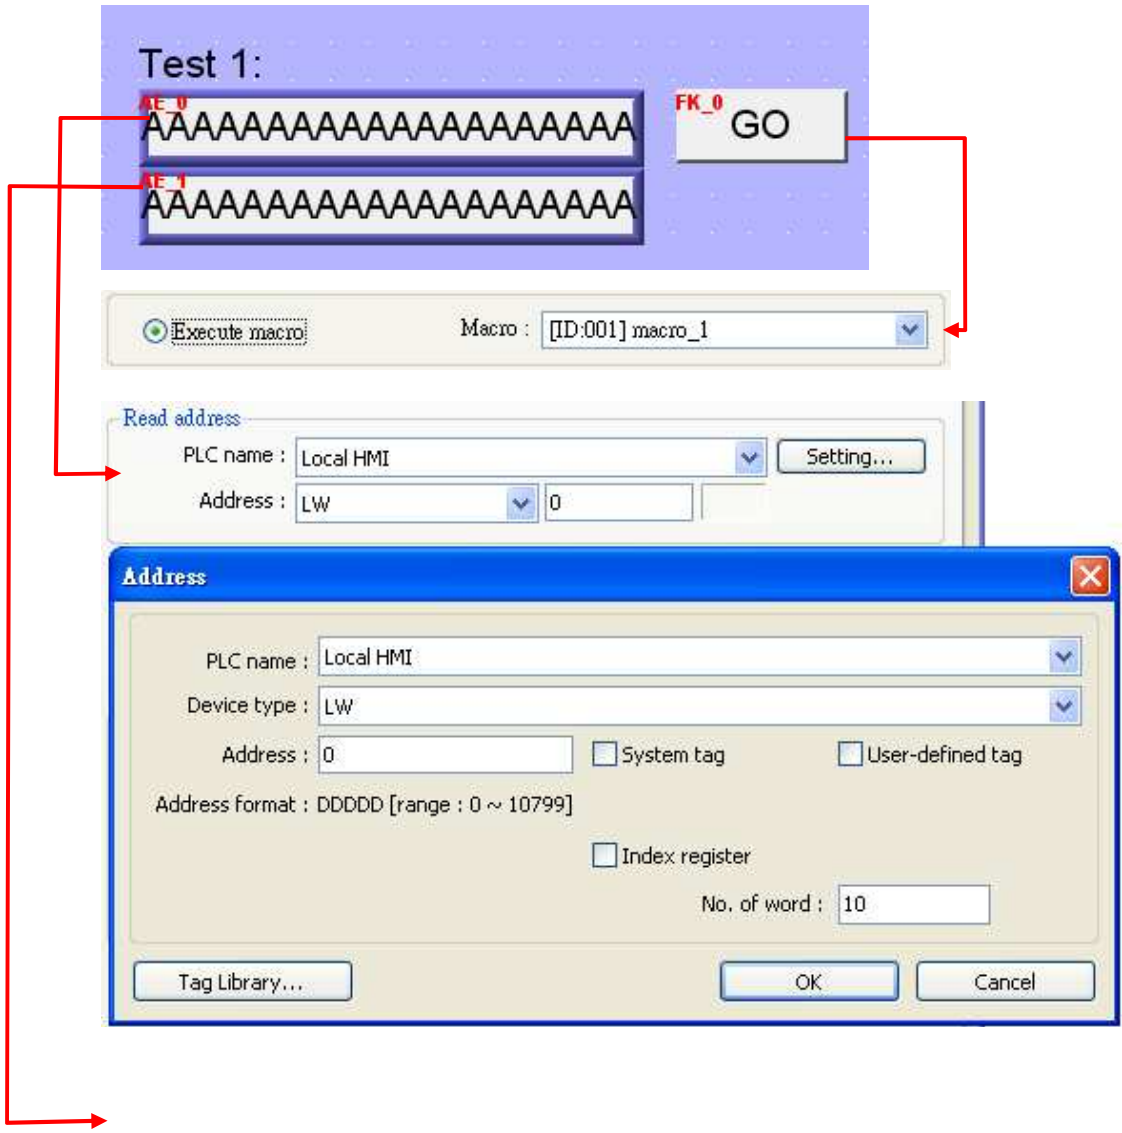 Test 1:
AE_0
AAAAAAAAAAAAAAAAAAAA
FK_0
GO
AE_1
AAAAAAAAAAAAAAAAAAAA
Execute macro
Macro : [ID:001] macro_1
Read address
PLC name : Local HMI Setting...
Address : LW 0
Address
PLC name : Local HMI
Device type : LW
Address : 0 System tag User-defined tag
Address format : DDDDD [range : 0 ~ 10799]
Index register
No. of word : 10
Tag Library... OK Cancel